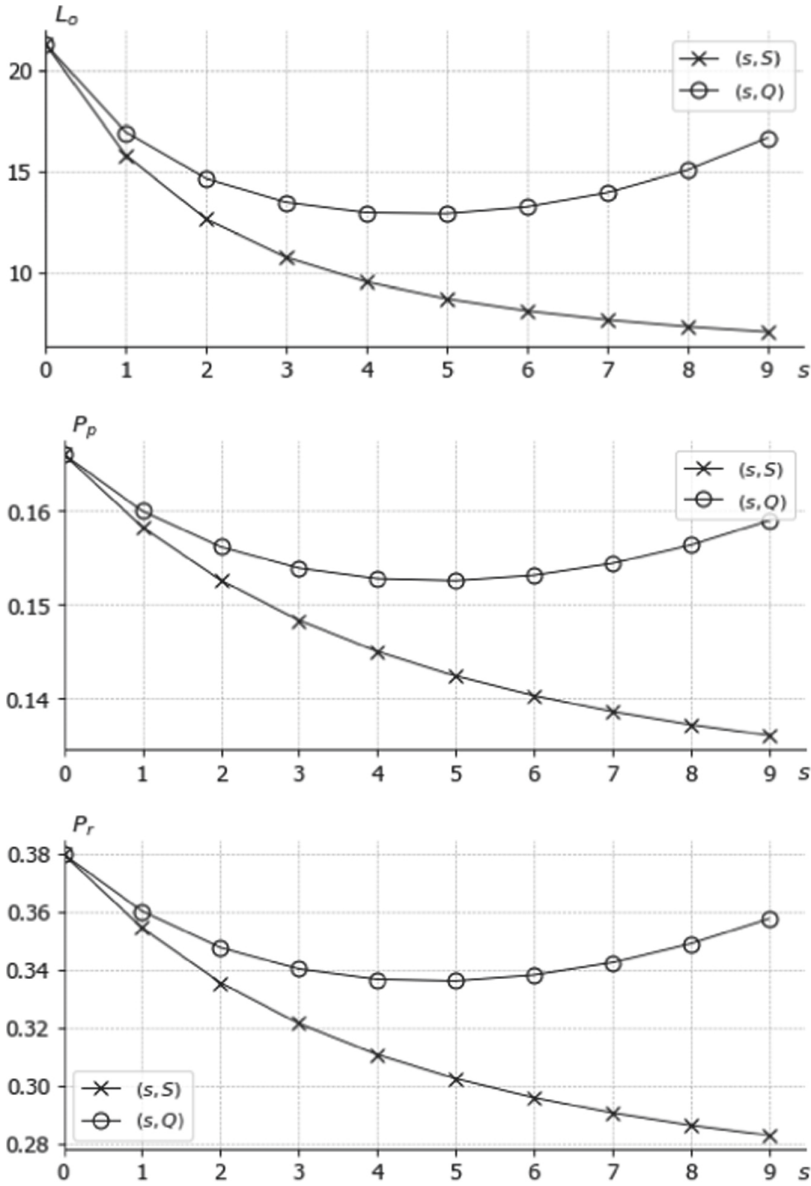 L_o
20
15
10
(s, S)
(s, Q)
0 1 2 3 4 5 6 7 8 9 s
P_p
0.16
0.15
0.14
(s, S)
(s, Q)
0 1 2 3 4 5 6 7 8 9 s
P_r
0.38
0.36
0.34
0.32
0.30
0.28
(s, S)
(s, Q)
0 1 2 3 4 5 6 7 8 9 s